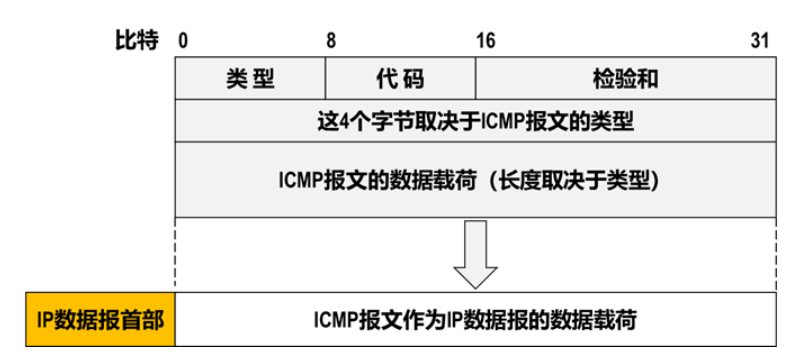 比特 0 8 16 31
类型 代码 检验和
这4个字节取决于ICMP报文的类型
ICMP报文的数据载荷（长度取决于类型）
IP数据报首部 ICMP报文作为IP数据报的数据载荷